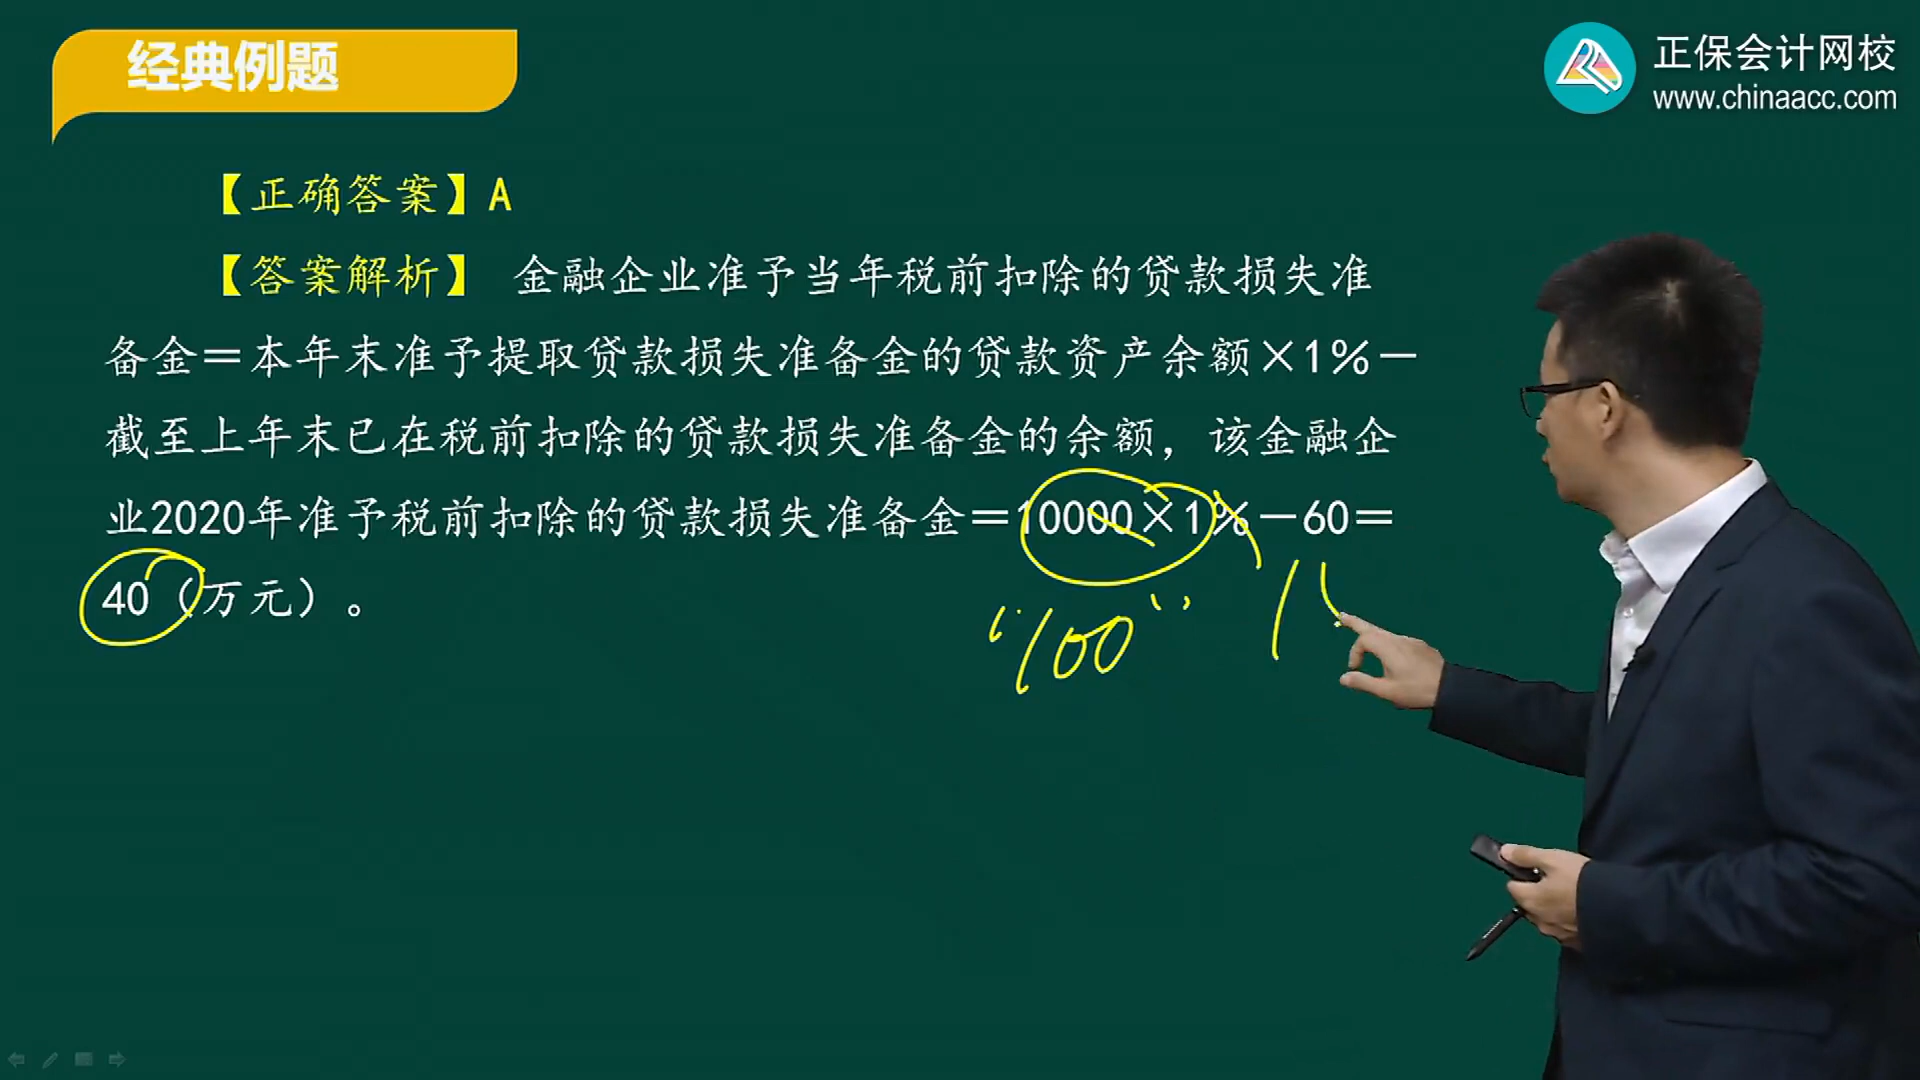 经典例题
正保会计网校
www.chinaacc.com
【正确答案】A
【答案解析】 金融企业准予当年税前扣除的贷款损失准
备金＝本年末准予提取贷款损失准备金的贷款资产余额×1％－
截至上年末已在税前扣除的贷款损失准备金的余额，该金融企
业2020年准予税前扣除的贷款损失准备金＝10000×1％－60＝
40（万元）。
“100”